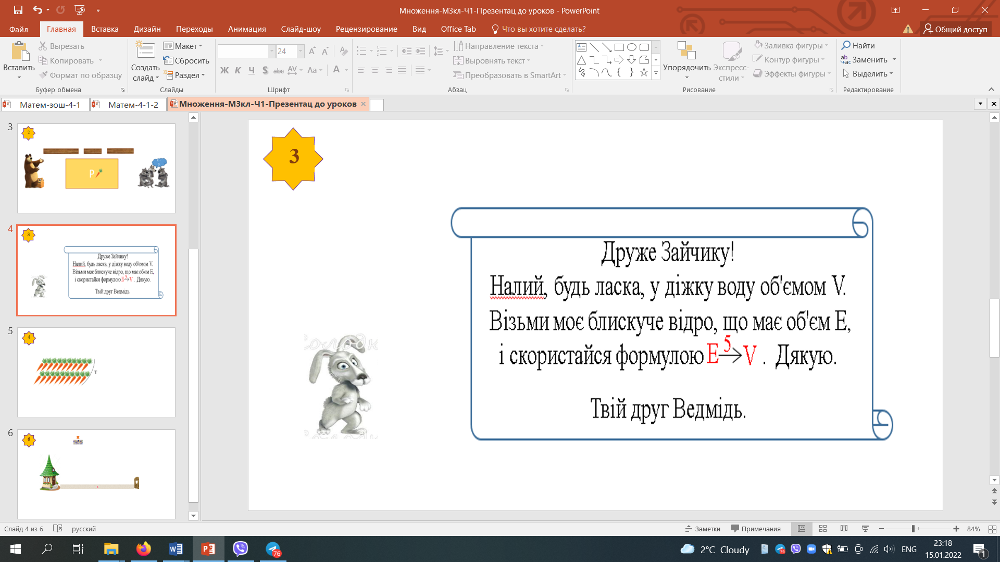 Множення-М3кл-Ч1-Презентац до уроков - PowerPoint
Файл Главная Вставка Дизайн Переходы Анимация Слайд-шоу Рецензирование Вид Office Tab Что вы хотите сделать? Общий доступ
Вставить
Вырезать
Копировать
Формат по образцу
Буфер обмена
Создать слайд
Макет
Сбросить
Раздел
Слайды
24
Ж К Ч S abc AV Aa A
Шрифт
Направление текста
Выровнять текст
Преобразовать в SmartArt
Абзац
Упорядочить
Экспресс-стили
Заливка фигуры
Контур фигуры
Эффекты фигуры
Рисование
Найти
Заменить
Выделить
Редактирование
Матем-зош-4-1 Матем-4-1-2 Множення-М3кл-Ч1-Презентац до уроков
3
2
Р
4
3
Друже Зайчику!
Налий, будь ласка, у діжку воду об'ємом V.
Візьми моє блискуче відро, що має об'єм E,
і скористайся формулою E 5→ V . Дякую.
Твій друг Ведмідь.
5
4
Т
6
6
3
Друже Зайчику!
Налий, будь ласка, у діжку воду об'ємом V.
Візьми моє блискуче відро, що має об'єм E,
і скористайся формулою E 5→ V . Дякую.
Твій друг Ведмідь.
Слайд 4 из 6 русский Заметки Примечания 84%
2°C Cloudy 76 76 ENG 23:18
15.01.2022
1